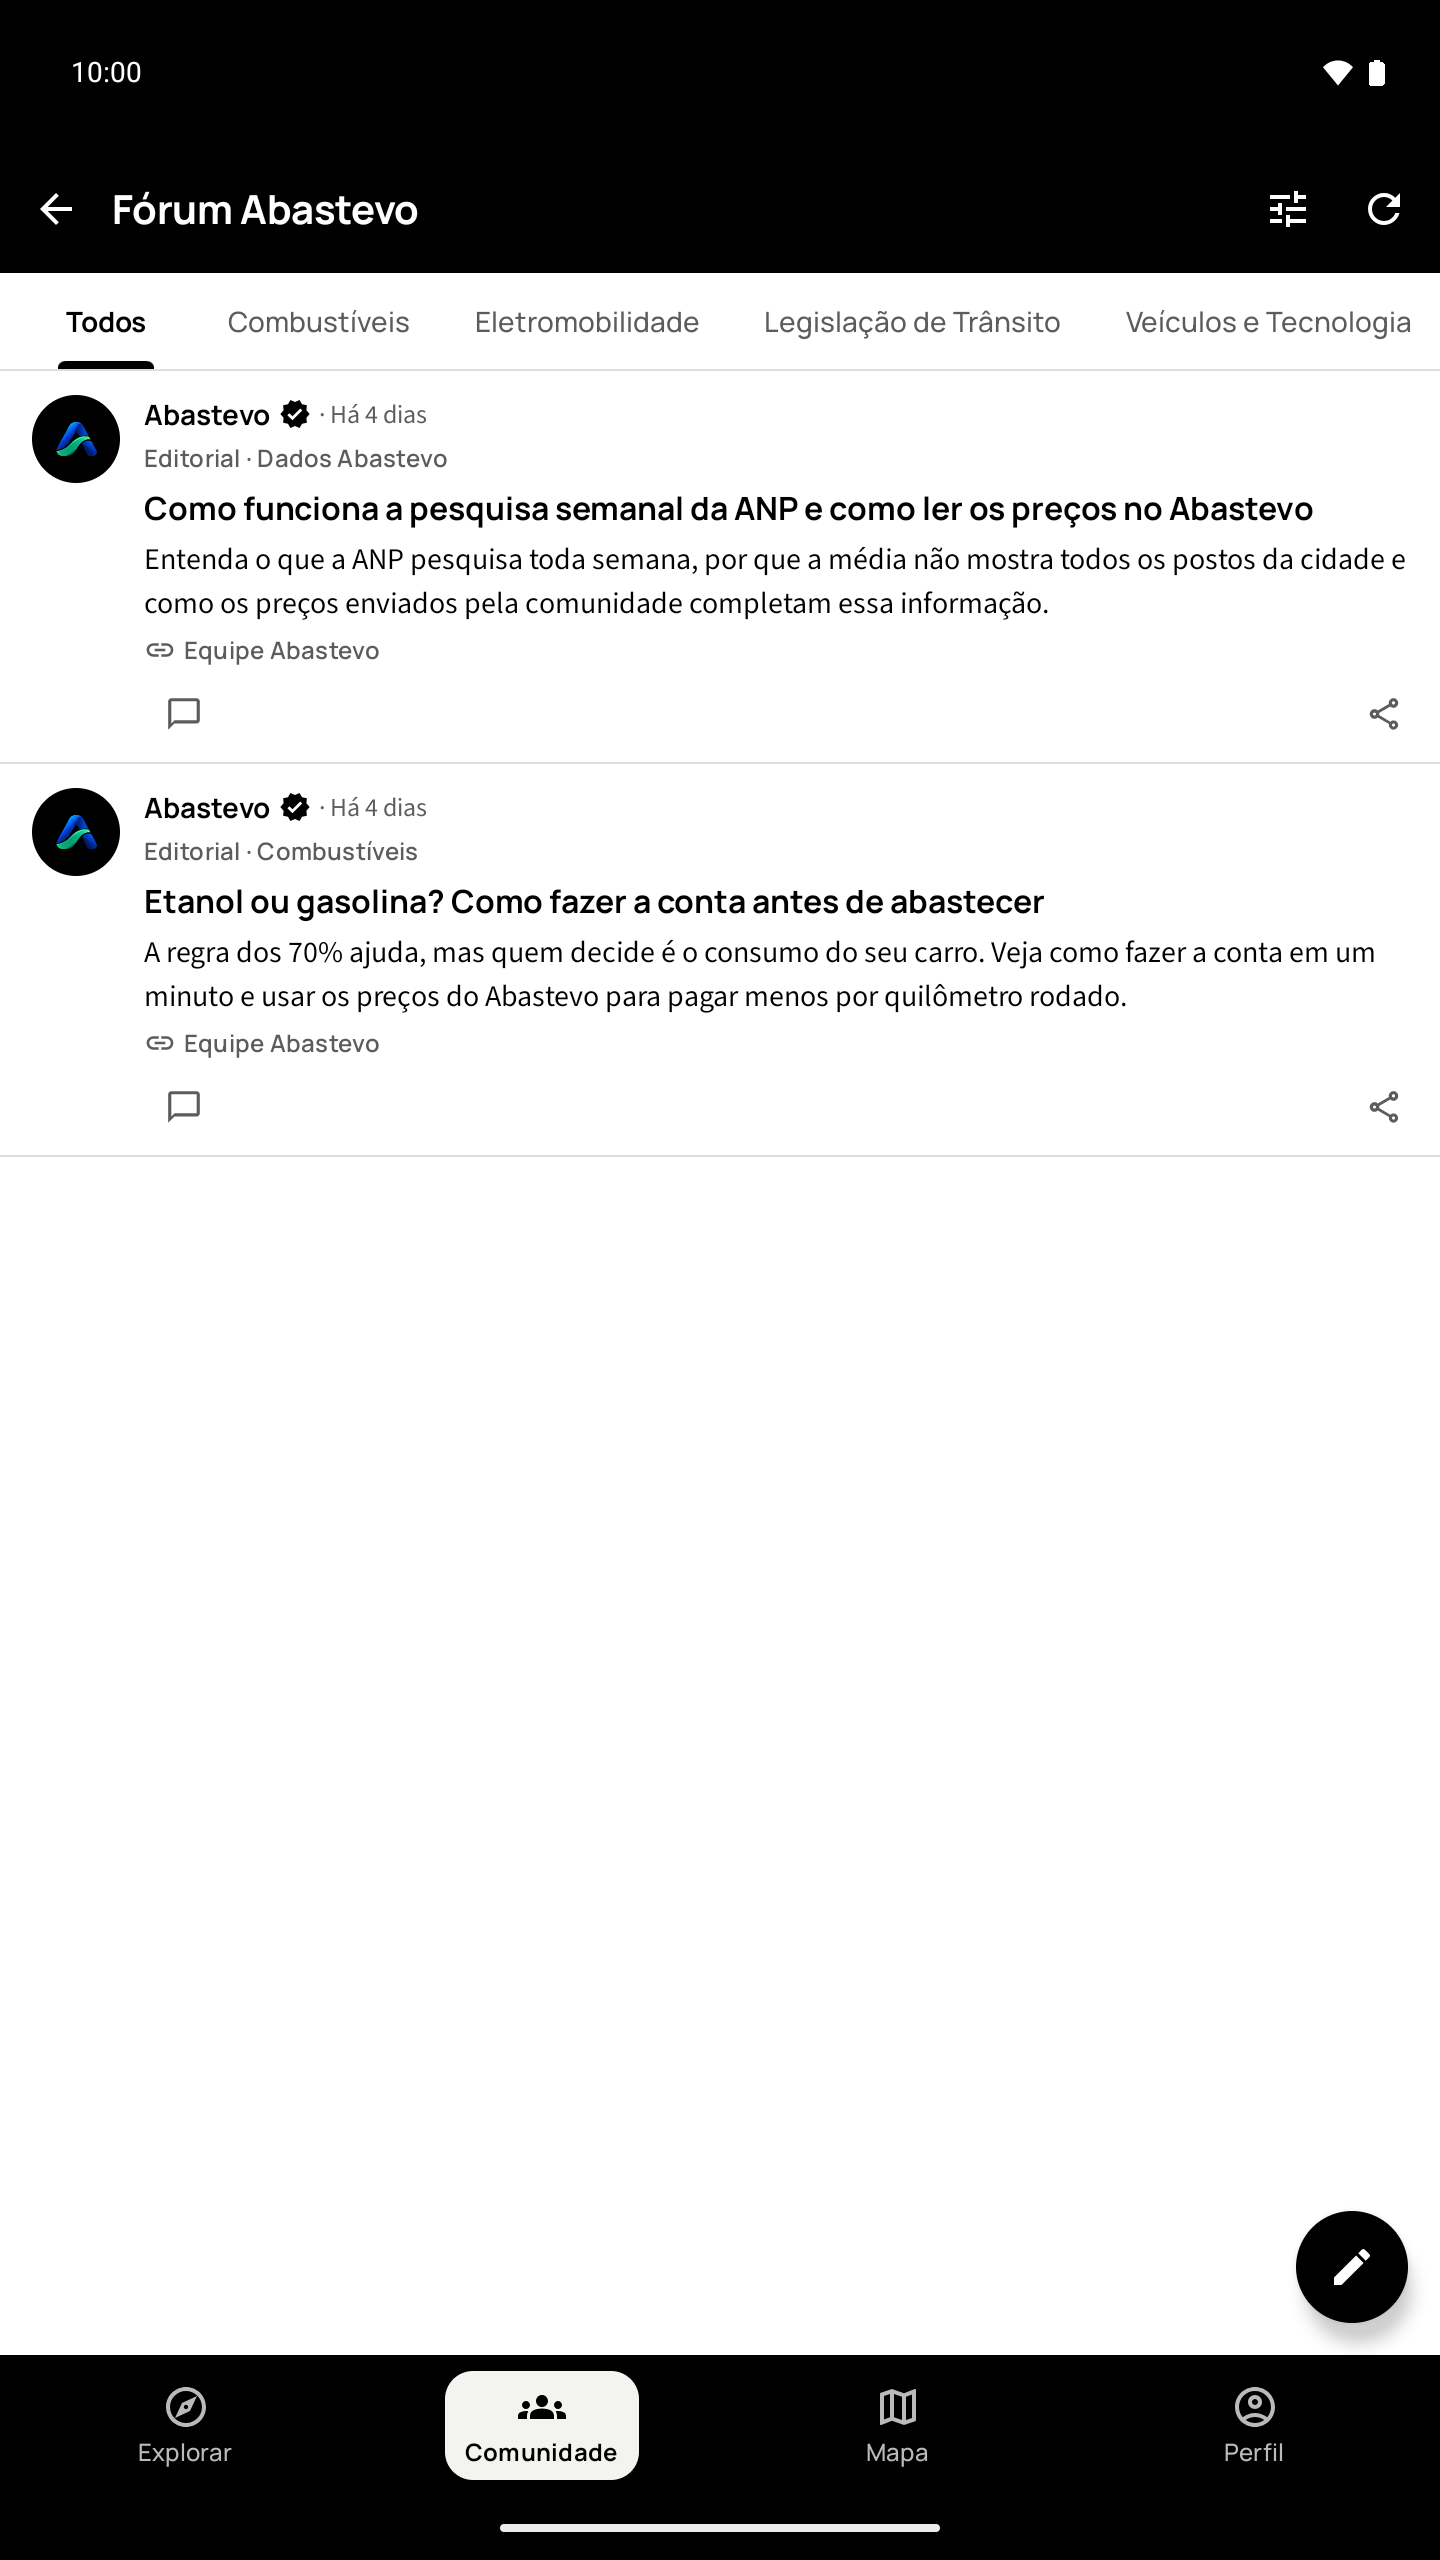 10:00
Fórum Abastevo
Todos
Combustíveis
Eletromobilidade
Legislação de Trânsito
Veículos e Tecnologia
Abastevo · Há 4 dias
Editorial · Dados Abastevo
Como funciona a pesquisa semanal da ANP e como ler os preços no Abastevo
Entenda o que a ANP pesquisa toda semana, por que a média não mostra todos os postos da cidade e
como os preços enviados pela comunidade completam essa informação.
Equipe Abastevo
Abastevo · Há 4 dias
Editorial · Combustíveis
Etanol ou gasolina? Como fazer a conta antes de abastecer
A regra dos 70% ajuda, mas quem decide é o consumo do seu carro. Veja como fazer a conta em um
minuto e usar os preços do Abastevo para pagar menos por quilômetro rodado.
Equipe Abastevo
Explorar
Comunidade
Mapa
Perfil